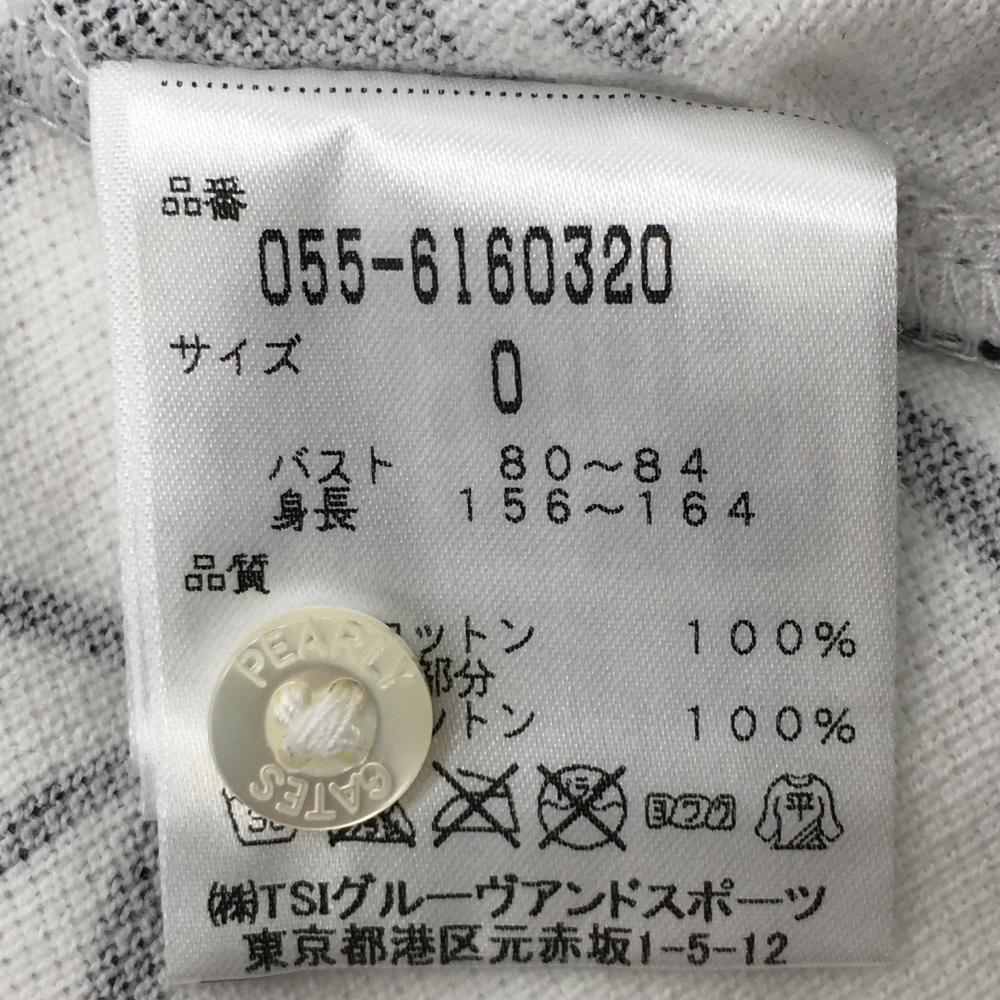 品番
055-6160320
サイズ 0
バスト 80〜84
身長 156〜164
品質
コットン 100%
部分
ットン 100%
PEARLY
GATES
ヨワク 平
(株)TSIグルーヴアンドスポーツ
東京都港区元赤坂1-5-12